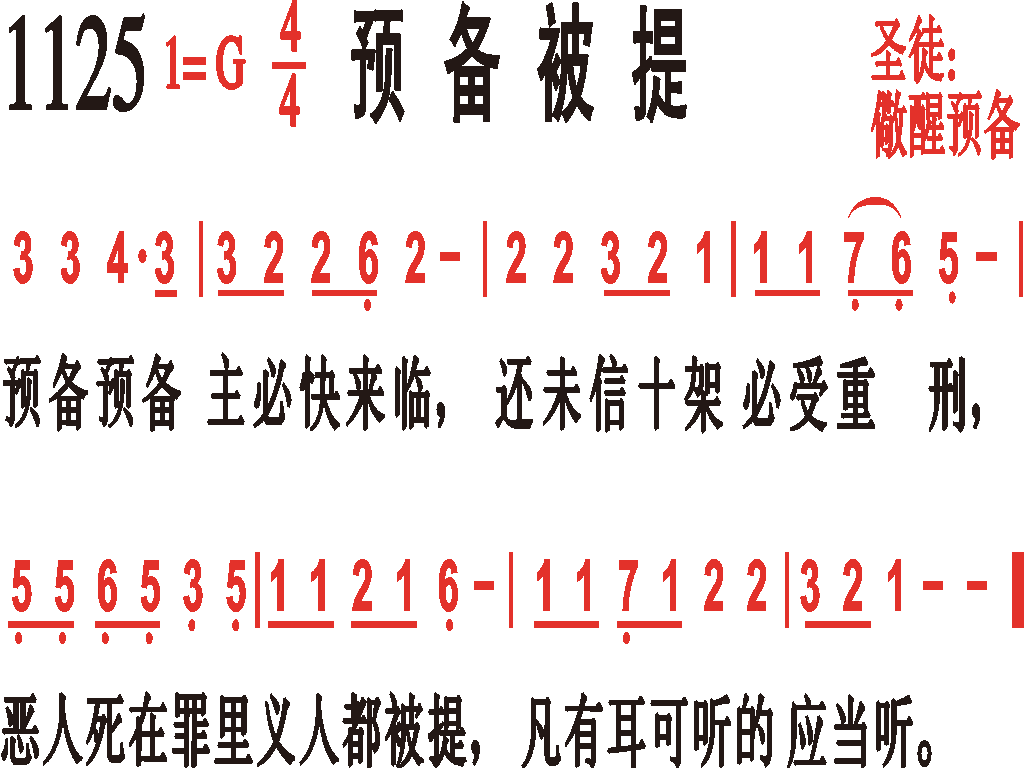 1125 1=G 4/4 预备被提 圣徒:
儆醒预备
3 3 4·3 | 3 2 2 6 2 - | 2 2 3 2 1 | 1 1 7 6 5 - |
预备预备 主必快来临, 还未信十架 必受重 刑,
5 5 6 5 3 5 | 1 1 2 1 6 - | 1 1 7 1 2 2 | 3 2 1 - -
恶人死在罪里义人都被提, 凡有耳可听的 应当听。